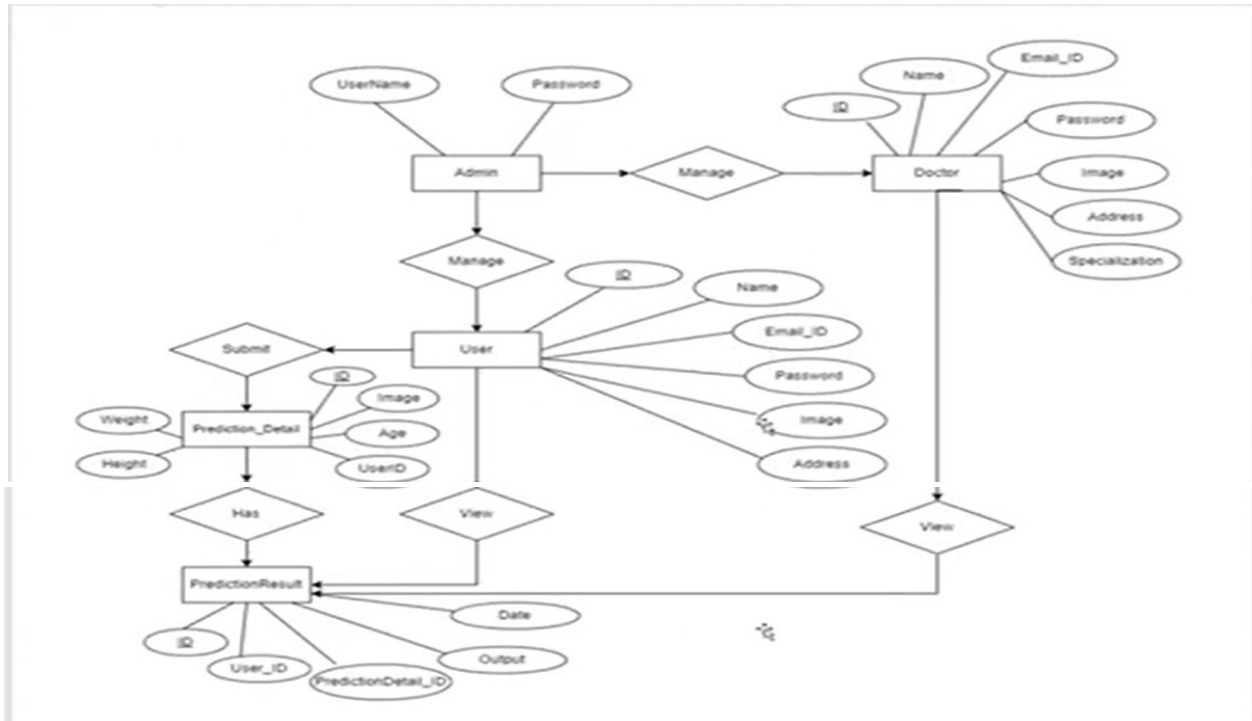 Email_ID
Name
UserName
Password
ID
Password
Admin
Manage
Doctor
Image
Address
Manage
Specialization
ID
Name
Email_ID
Submit
User
ID
Password
Image
Weight
Image
Prediction_Detail
Age
Height
UserID
Address
Has
View
View
PredictionResult
Date
ID
Output
User_ID
PredictionDetail_ID